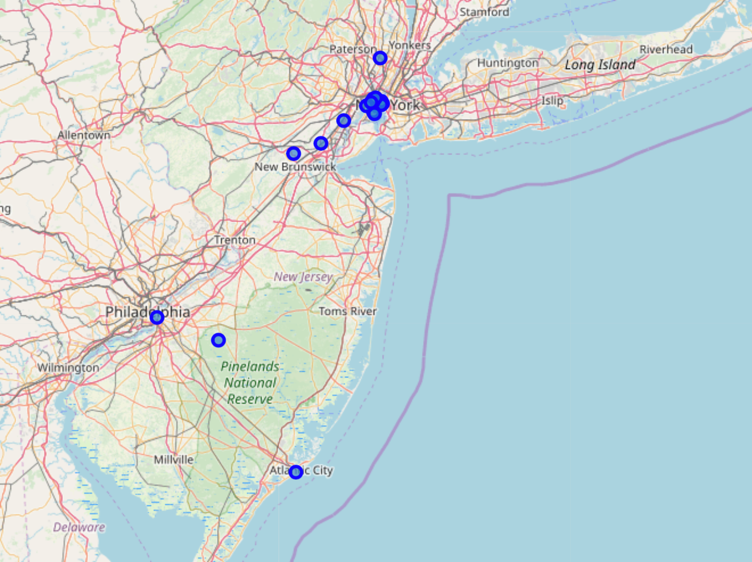 Stamford
Paterson
Yonkers
Riverhead
Huntington
Long Island
York
Islip
Allentown
New Brunswick
Trenton
New Jersey
Philadelphia
Toms River
Wilmington
Pinelands
National
Reserve
Millville
Atlantic City
Delaware